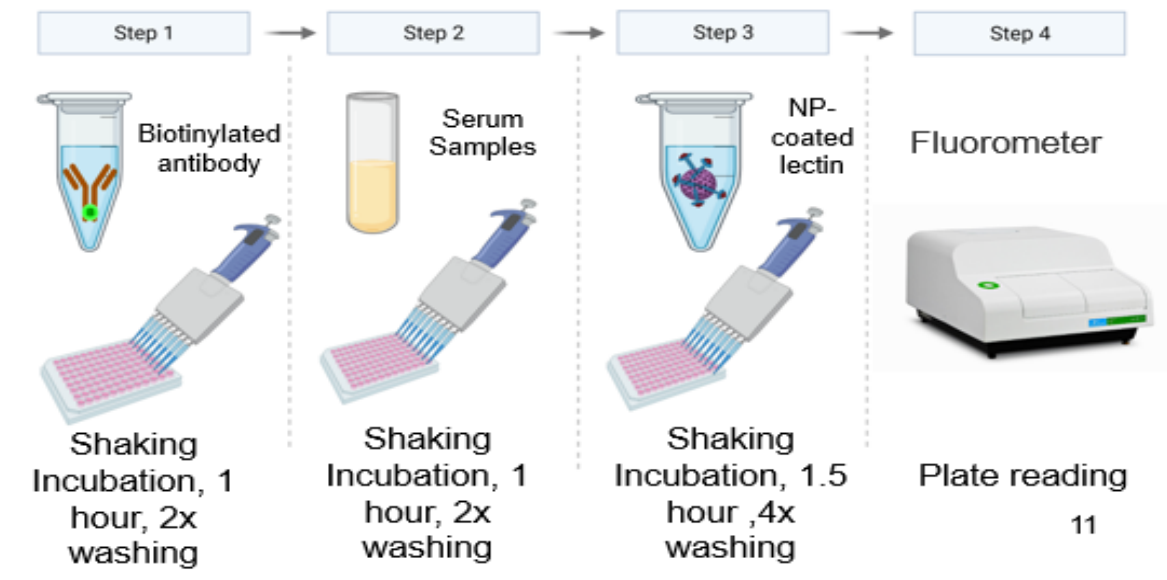 Step 1
Step 2
Step 3
Step 4
Biotinylated
antibody
Serum
Samples
NP-
coated
lectin
Fluorometer
Shaking
Incubation, 1
hour, 2x
washing
Shaking
Incubation, 1
hour, 2x
washing
Shaking
Incubation, 1.5
hour ,4x
washing
Plate reading
11